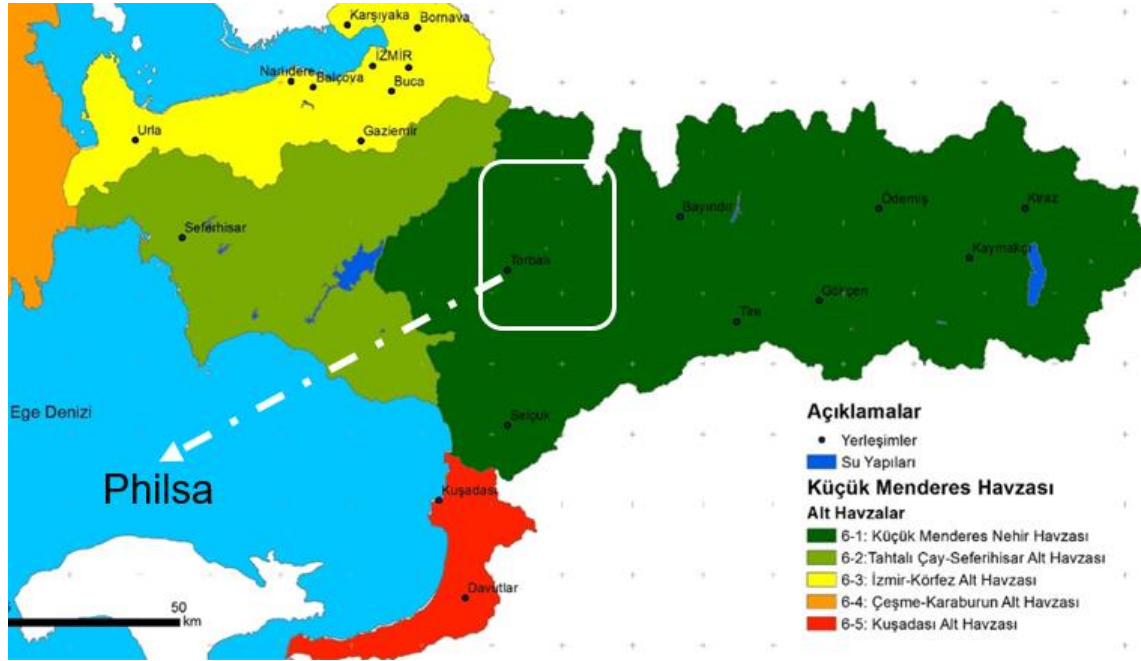 Karşıyaka
Bornova
İZMİR
Narlıdere
Balçova
Buca
Urla
Gaziemir
Seferhisar
Torbalı
Bayındır
Ödemiş
Kiraz
Kaymakçı
Gökçen
Tire
Selçuk
Ege Denizi
Philsa
Kuşadası
Davutlar
50
km
Açıklamalar
Yerleşimler
Su Yapıları
Küçük Menderes Havzası
Alt Havzalar
6-1: Küçük Menderes Nehir Havzası
6-2:Tahtalı Çay-Seferihisar Alt Havzası
6-3: İzmir-Körfez Alt Havzası
6-4: Çeşme-Karaburun Alt Havzası
6-5: Kuşadası Alt Havzası